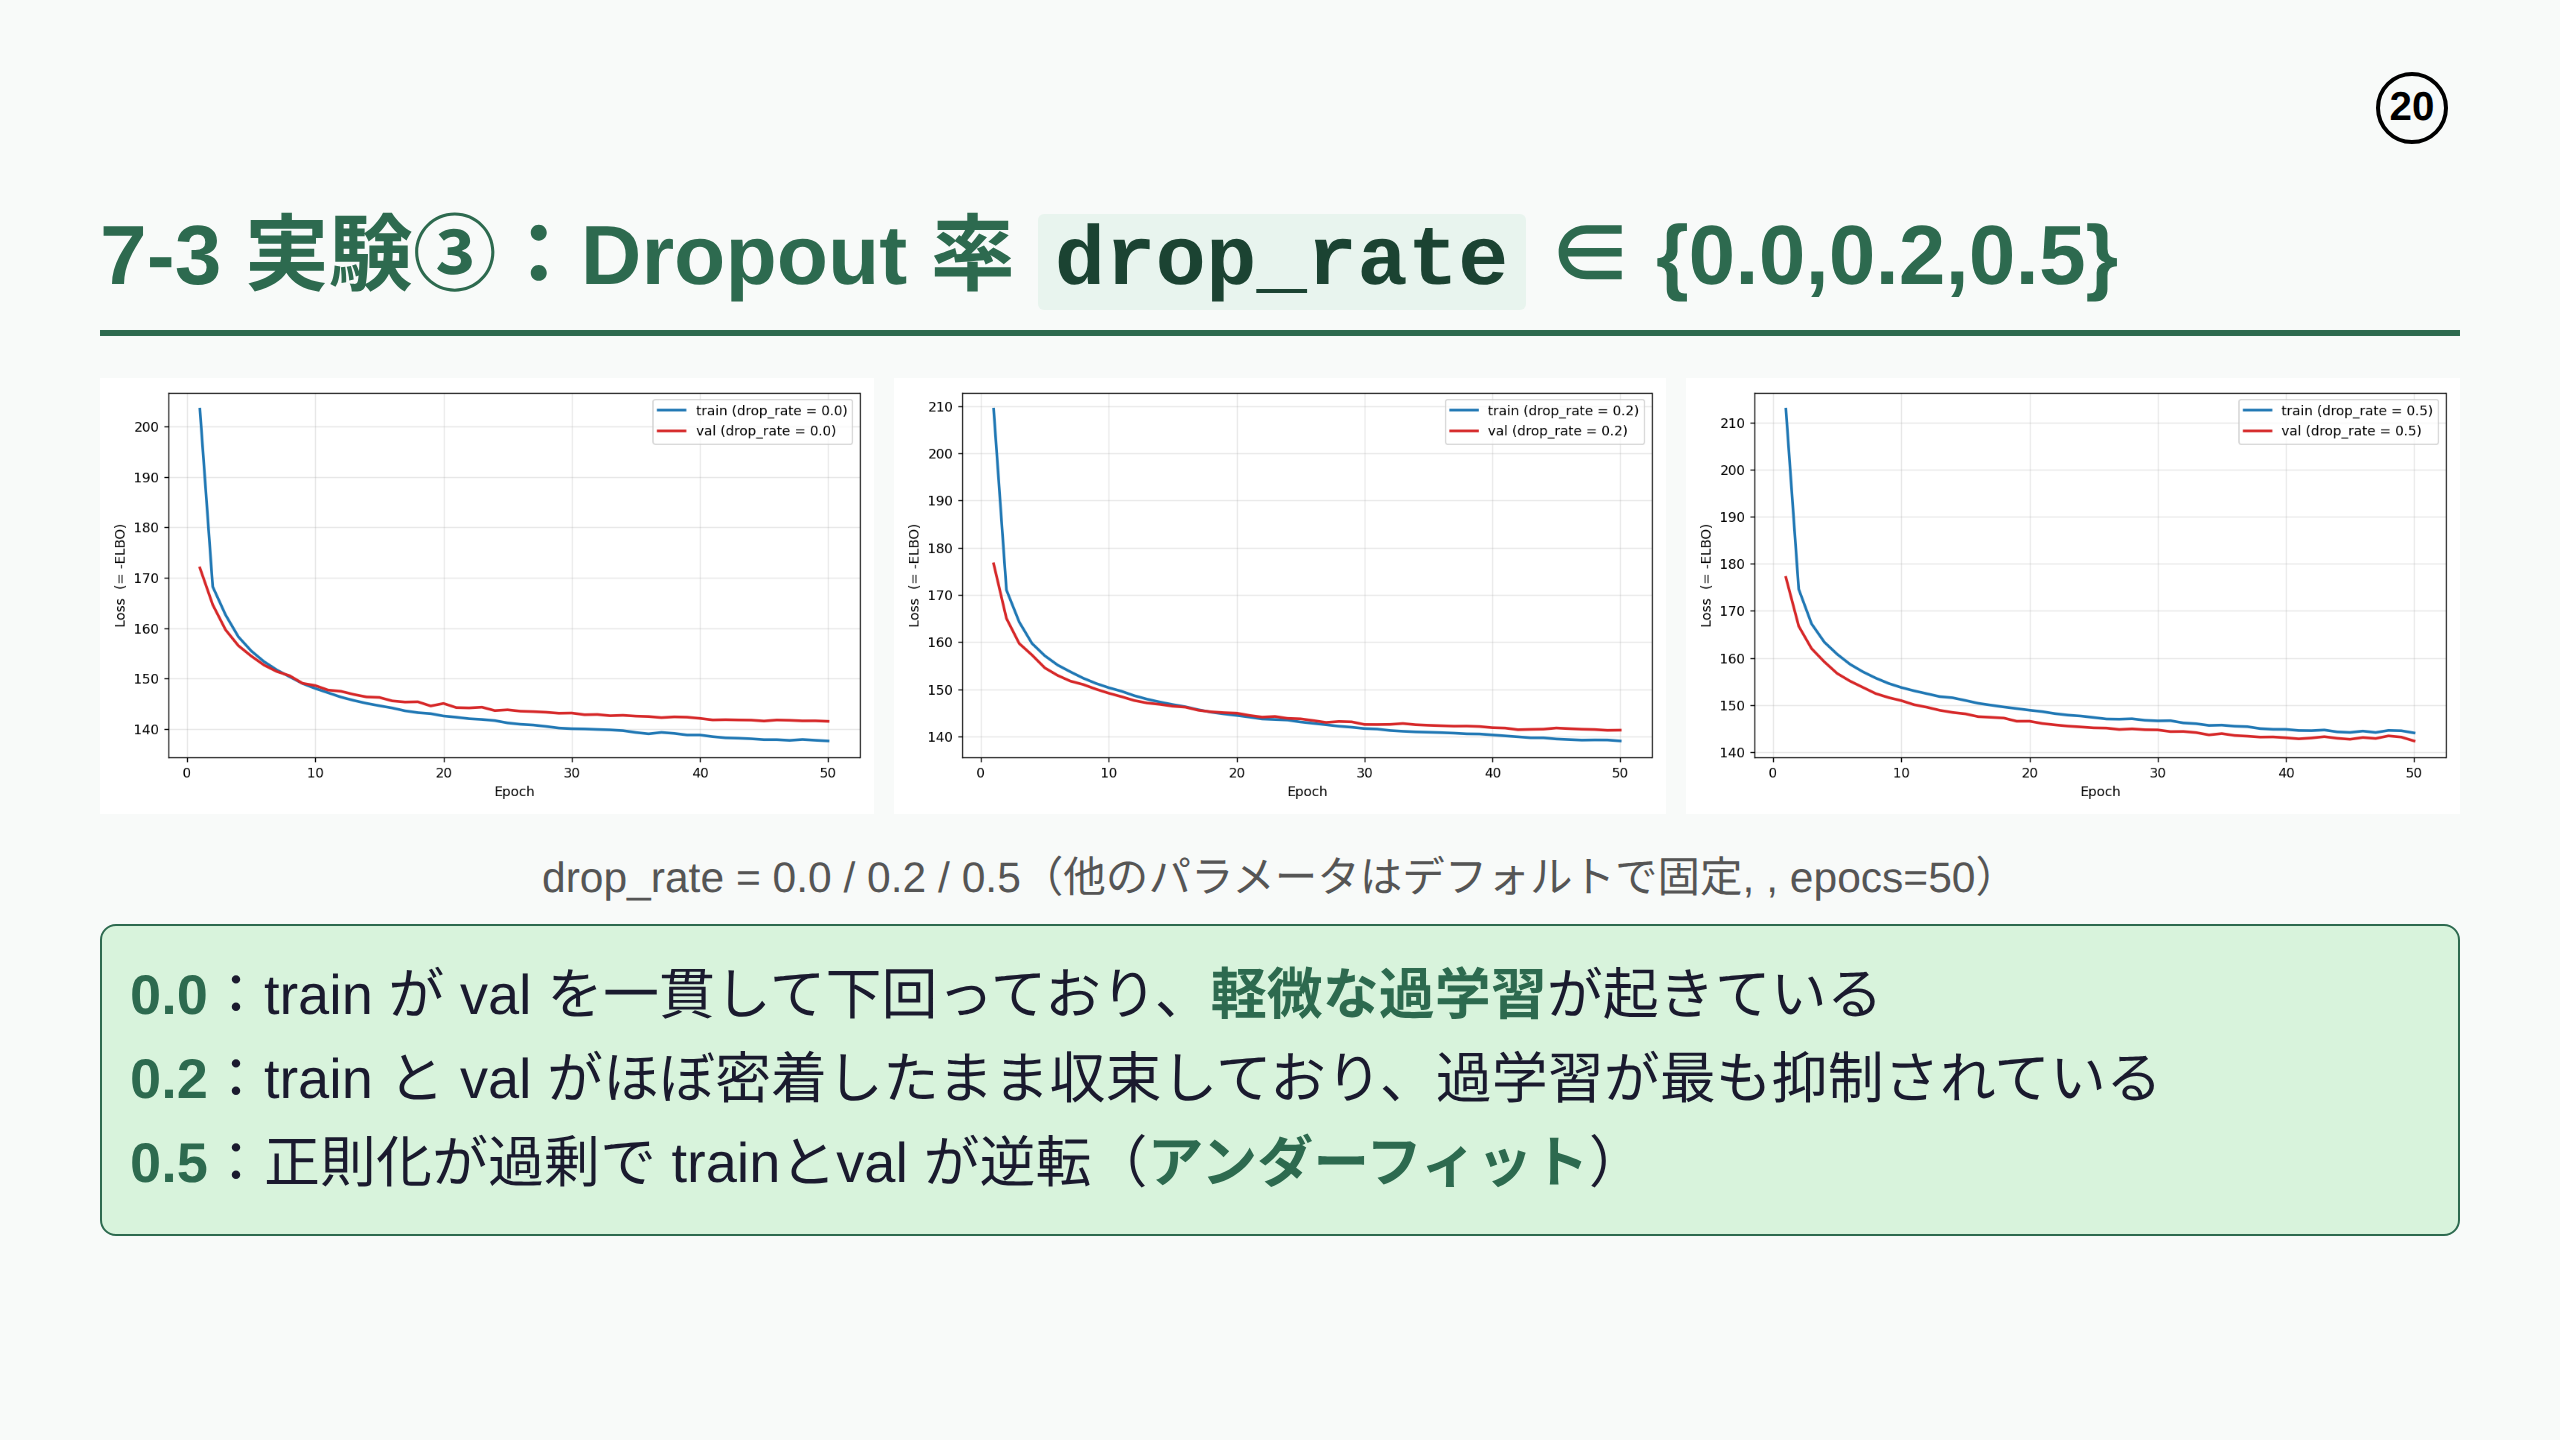 20
7-3 実験③：Dropout 率 drop_rate ∈ {0.0,0.2,0.5}
train (drop_rate = 0.0)
val (drop_rate = 0.0)
200
190
180
170
160
150
140
Loss (= -ELBO)
0 10 20 30 40 50
Epoch
train (drop_rate = 0.2)
val (drop_rate = 0.2)
210
200
190
180
170
160
150
140
Loss (= -ELBO)
0 10 20 30 40 50
Epoch
train (drop_rate = 0.5)
val (drop_rate = 0.5)
210
200
190
180
170
160
150
140
Loss (= -ELBO)
0 10 20 30 40 50
Epoch
drop_rate = 0.0 / 0.2 / 0.5（他のパラメータはデフォルトで固定, , epocs=50）
0.0：train が val を一貫して下回っており、軽微な過学習が起きている
0.2：train と val がほぼ密着したまま収束しており、過学習が最も抑制されている
0.5：正則化が過剰で trainとval が逆転（アンダーフィット）